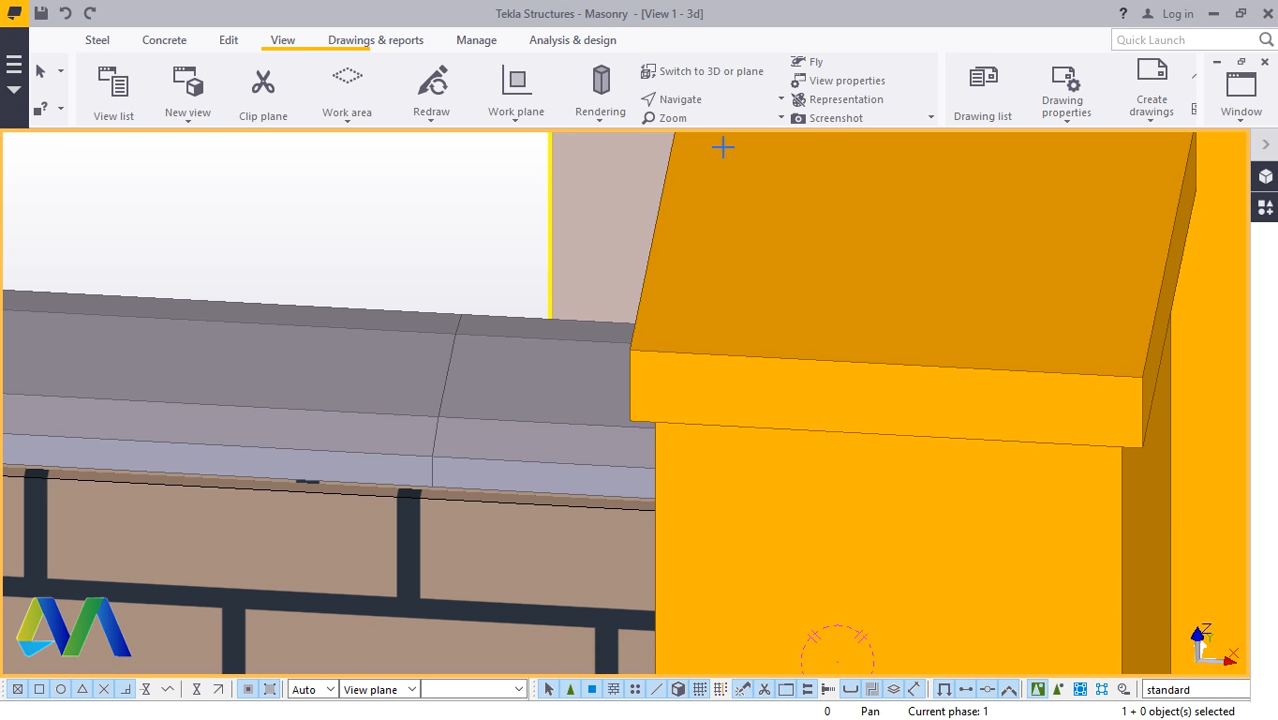 Tekla Structures - Masonry - [View 1 - 3d]
? Log in
Steel Concrete Edit View Drawings & reports Manage Analysis & design Quick Launch
View list
New view
Clip plane
Work area
Redraw
Work plane
Rendering
Switch to 3D or plane
Navigate
Zoom
Fly
View properties
Representation
Screenshot
Drawing list
Drawing properties
Create drawings
Window
Z
Y
X
Auto View plane standard
0 Pan Current phase: 1 1 + 0 object(s) selected